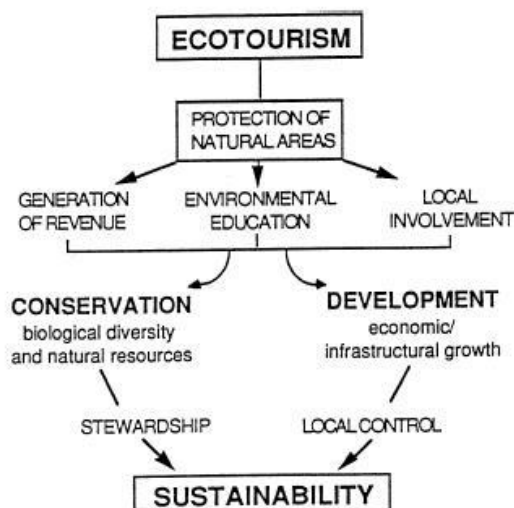 ECOTOURISM
PROTECTION OF
NATURAL AREAS
GENERATION
OF REVENUE
ENVIRONMENTAL
EDUCATION
LOCAL
INVOLVEMENT
CONSERVATION
biological diversity
and natural resources
DEVELOPMENT
economic/
infrastructural growth
STEWARDSHIP
LOCAL CONTROL
SUSTAINABILITY